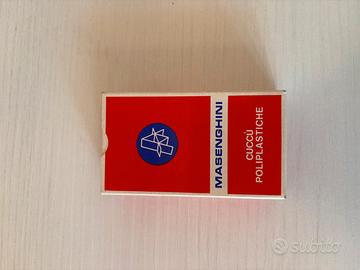 MASENGHINI
CUCCÙ
POLIPLASTICHE
subito